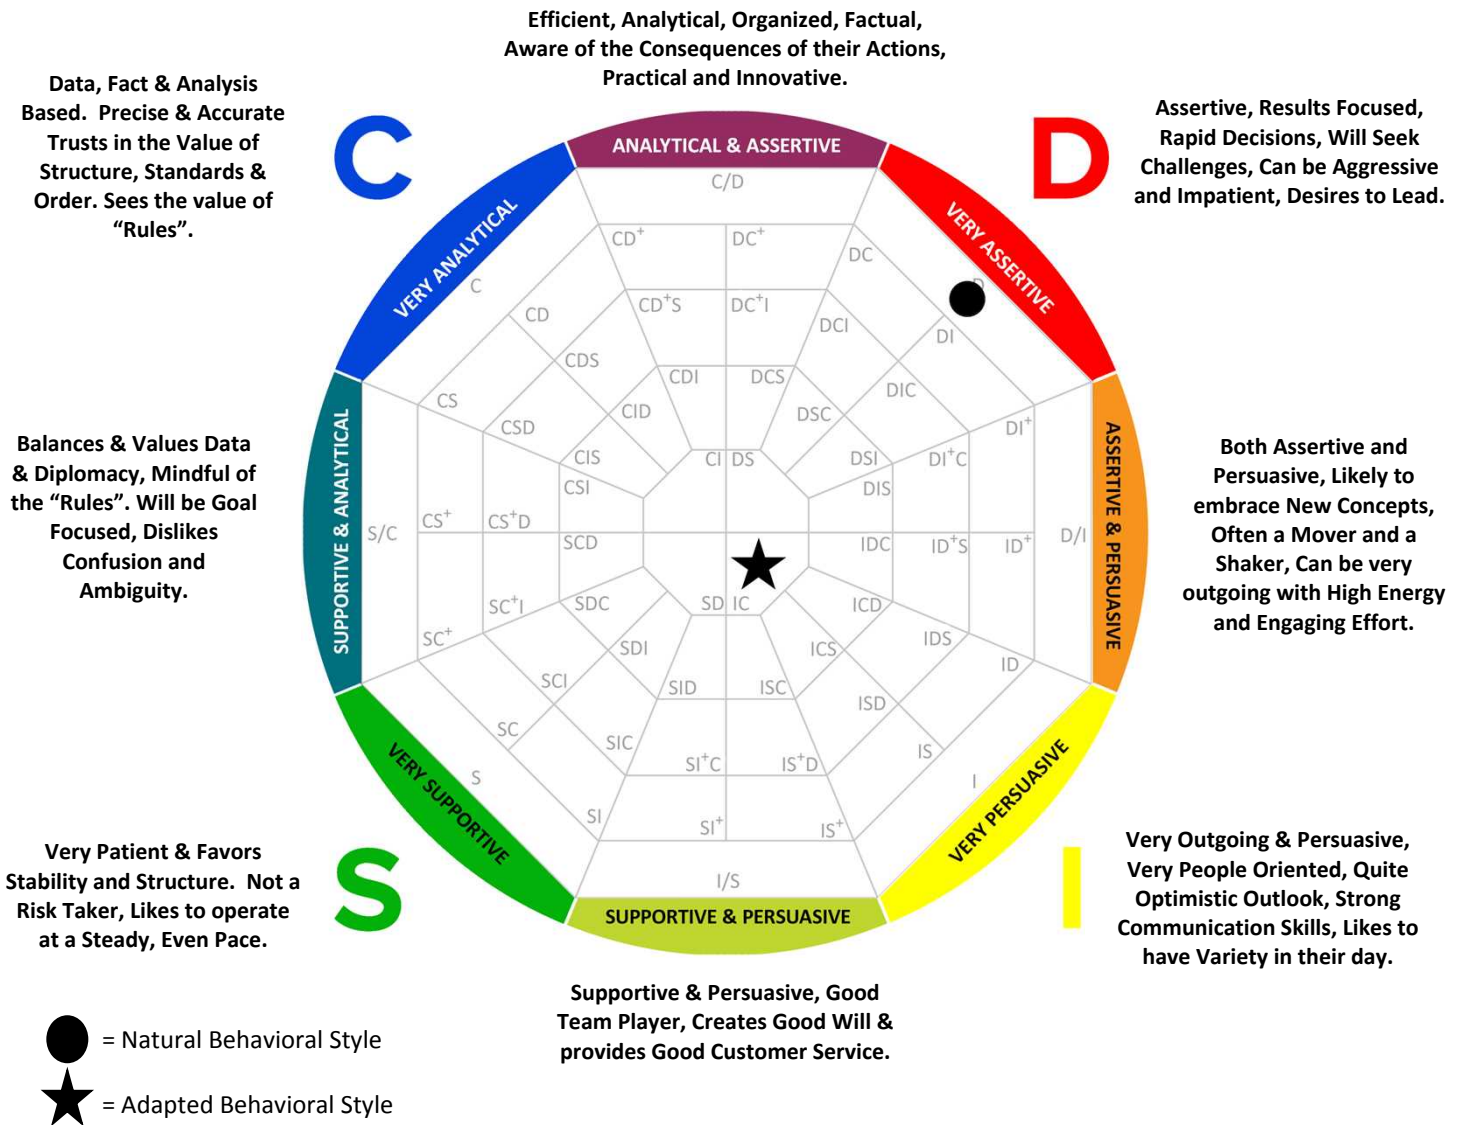 Efficient, Analytical, Organized, Factual,
Aware of the Consequences of their Actions,
Practical and Innovative.
Data, Fact & Analysis
Based.  Precise & Accurate
Trusts in the Value of
Structure, Standards &
Order. Sees the value of
“Rules”.
C
D
Assertive, Results Focused,
Rapid Decisions, Will Seek
Challenges, Can be Aggressive
and Impatient, Desires to Lead.
ANALYTICAL & ASSERTIVE
VERY ANALYTICAL
VERY ASSERTIVE
C/D
CD+
DC+
DC
C
D
CD
CD+S
DC+I
DCI
DI
CDS
CDI
DCS
DIC
CS
CID
DSC
CSD
DI+
CIS
CI
DS
DSI
DI+C
CSI
DIS
Balances & Values Data
& Diplomacy, Mindful of
the “Rules”. Will be Goal
Focused, Dislikes
Confusion and
Ambiguity.
SUPPORTIVE & ANALYTICAL
S/C
CS+
CS+D
SCD
IDC
ID+S
ID+
D/I
ASSERTIVE & PERSUASIVE
Both Assertive and
Persuasive, Likely to
embrace New Concepts,
Often a Mover and a
Shaker, Can be very
outgoing with High Energy
and Engaging Effort.
SC+I
SDC
SD
IC
ICD
SC+
SDI
ICS
IDS
ID
SCI
SID
ISC
ISD
SC
SIC
IS
SI+C
IS+D
S
I
SI
SI+
IS+
I/S
VERY SUPPORTIVE
VERY PERSUASIVE
SUPPORTIVE & PERSUASIVE
Very Patient & Favors
Stability and Structure.  Not a
Risk Taker, Likes to operate
at a Steady, Even Pace.
S
I
Very Outgoing & Persuasive,
Very People Oriented, Quite
Optimistic Outlook, Strong
Communication Skills, Likes to
have Variety in their day.
Supportive & Persuasive, Good
Team Player, Creates Good Will &
provides Good Customer Service.
= Natural Behavioral Style
= Adapted Behavioral Style